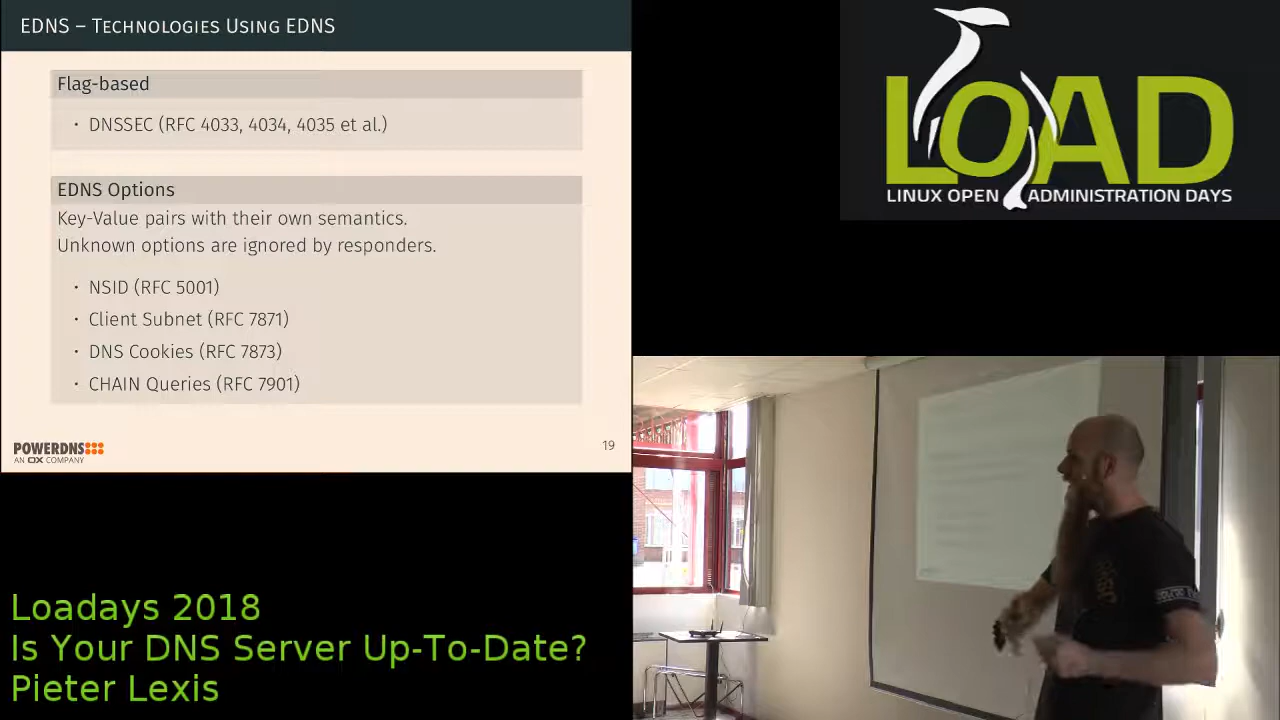 EDNS – Technologies Using EDNS
Flag-based
· DNSSEC (RFC 4033, 4034, 4035 et al.)
EDNS Options
Key-Value pairs with their own semantics.
Unknown options are ignored by responders.
· NSID (RFC 5001)
· Client Subnet (RFC 7871)
· DNS Cookies (RFC 7873)
· CHAIN Queries (RFC 7901)
POWERDNS
AN OX COMPANY
19
LOAD
LINUX OPEN ADMINISTRATION DAYS
Loadays 2018
Is Your DNS Server Up-To-Date?
Pieter Lexis